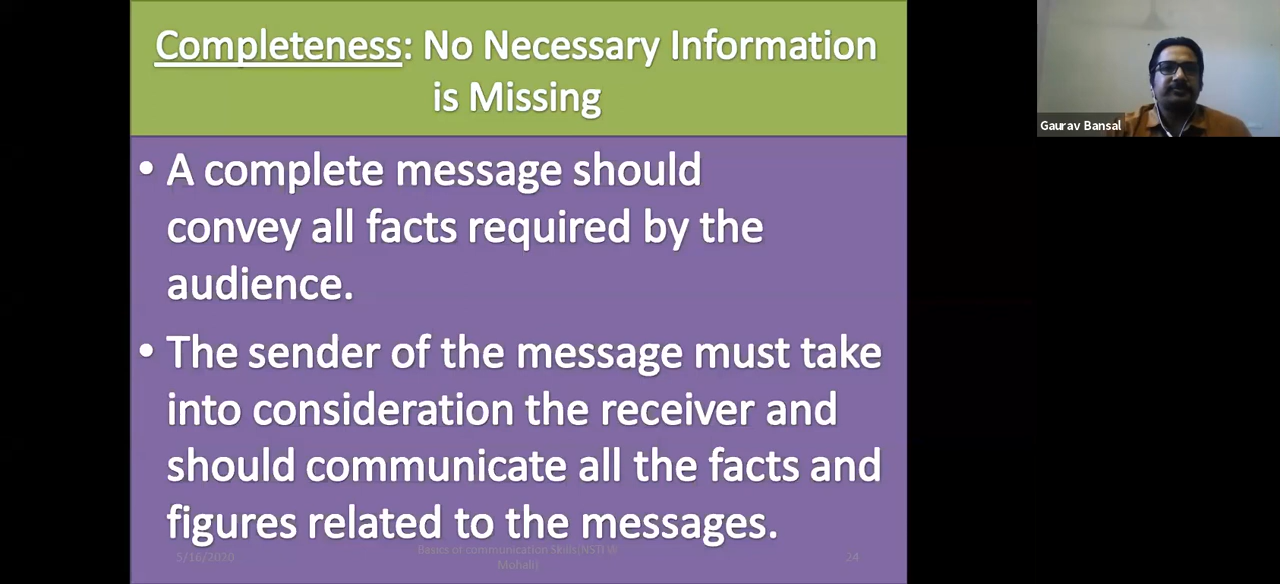 Completeness: No Necessary Information
is Missing
• A complete message should
convey all facts required by the
audience.
• The sender of the message must take
into consideration the receiver and
should communicate all the facts and
figures related to the messages.
5/16/2020
Basics of communication Skills(NSTI W
Mohali)
24
Gaurav Bansal